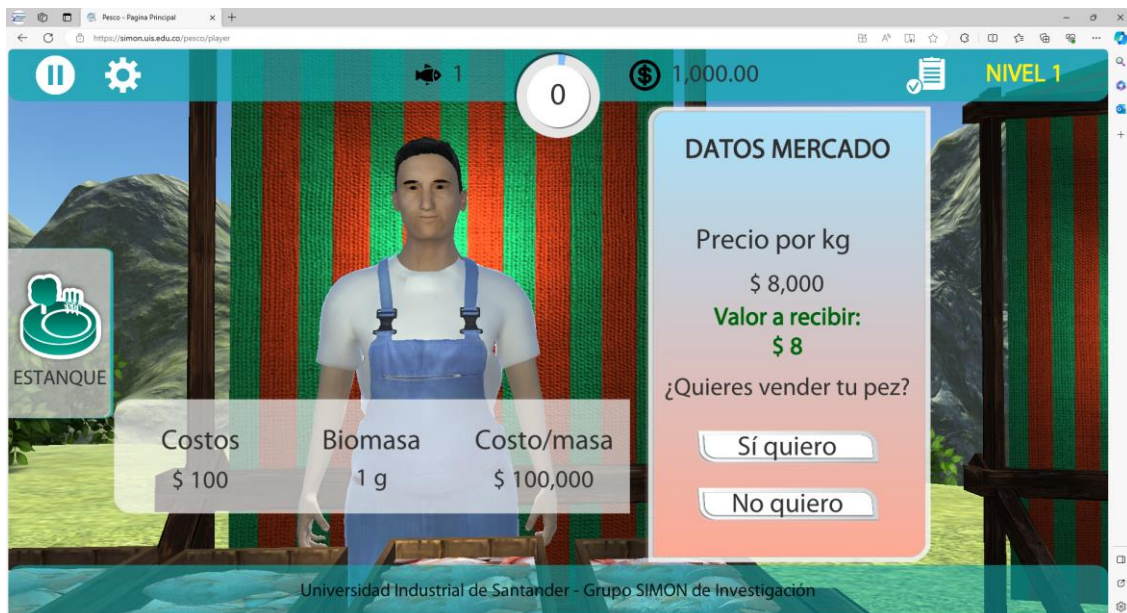 Pesco - Pagina Principal
https://simon.uis.edu.co/pesco/player
1
0
1,000.00
NIVEL 1
DATOS MERCADO
Precio por kg
$ 8,000
Valor a recibir:
$ 8
¿Quieres vender tu pez?
Sí quiero
No quiero
ESTANQUE
Costos Biomasa Costo/masa
$ 100 1 g $ 100,000
Universidad Industrial de Santander - Grupo SIMON de Investigación